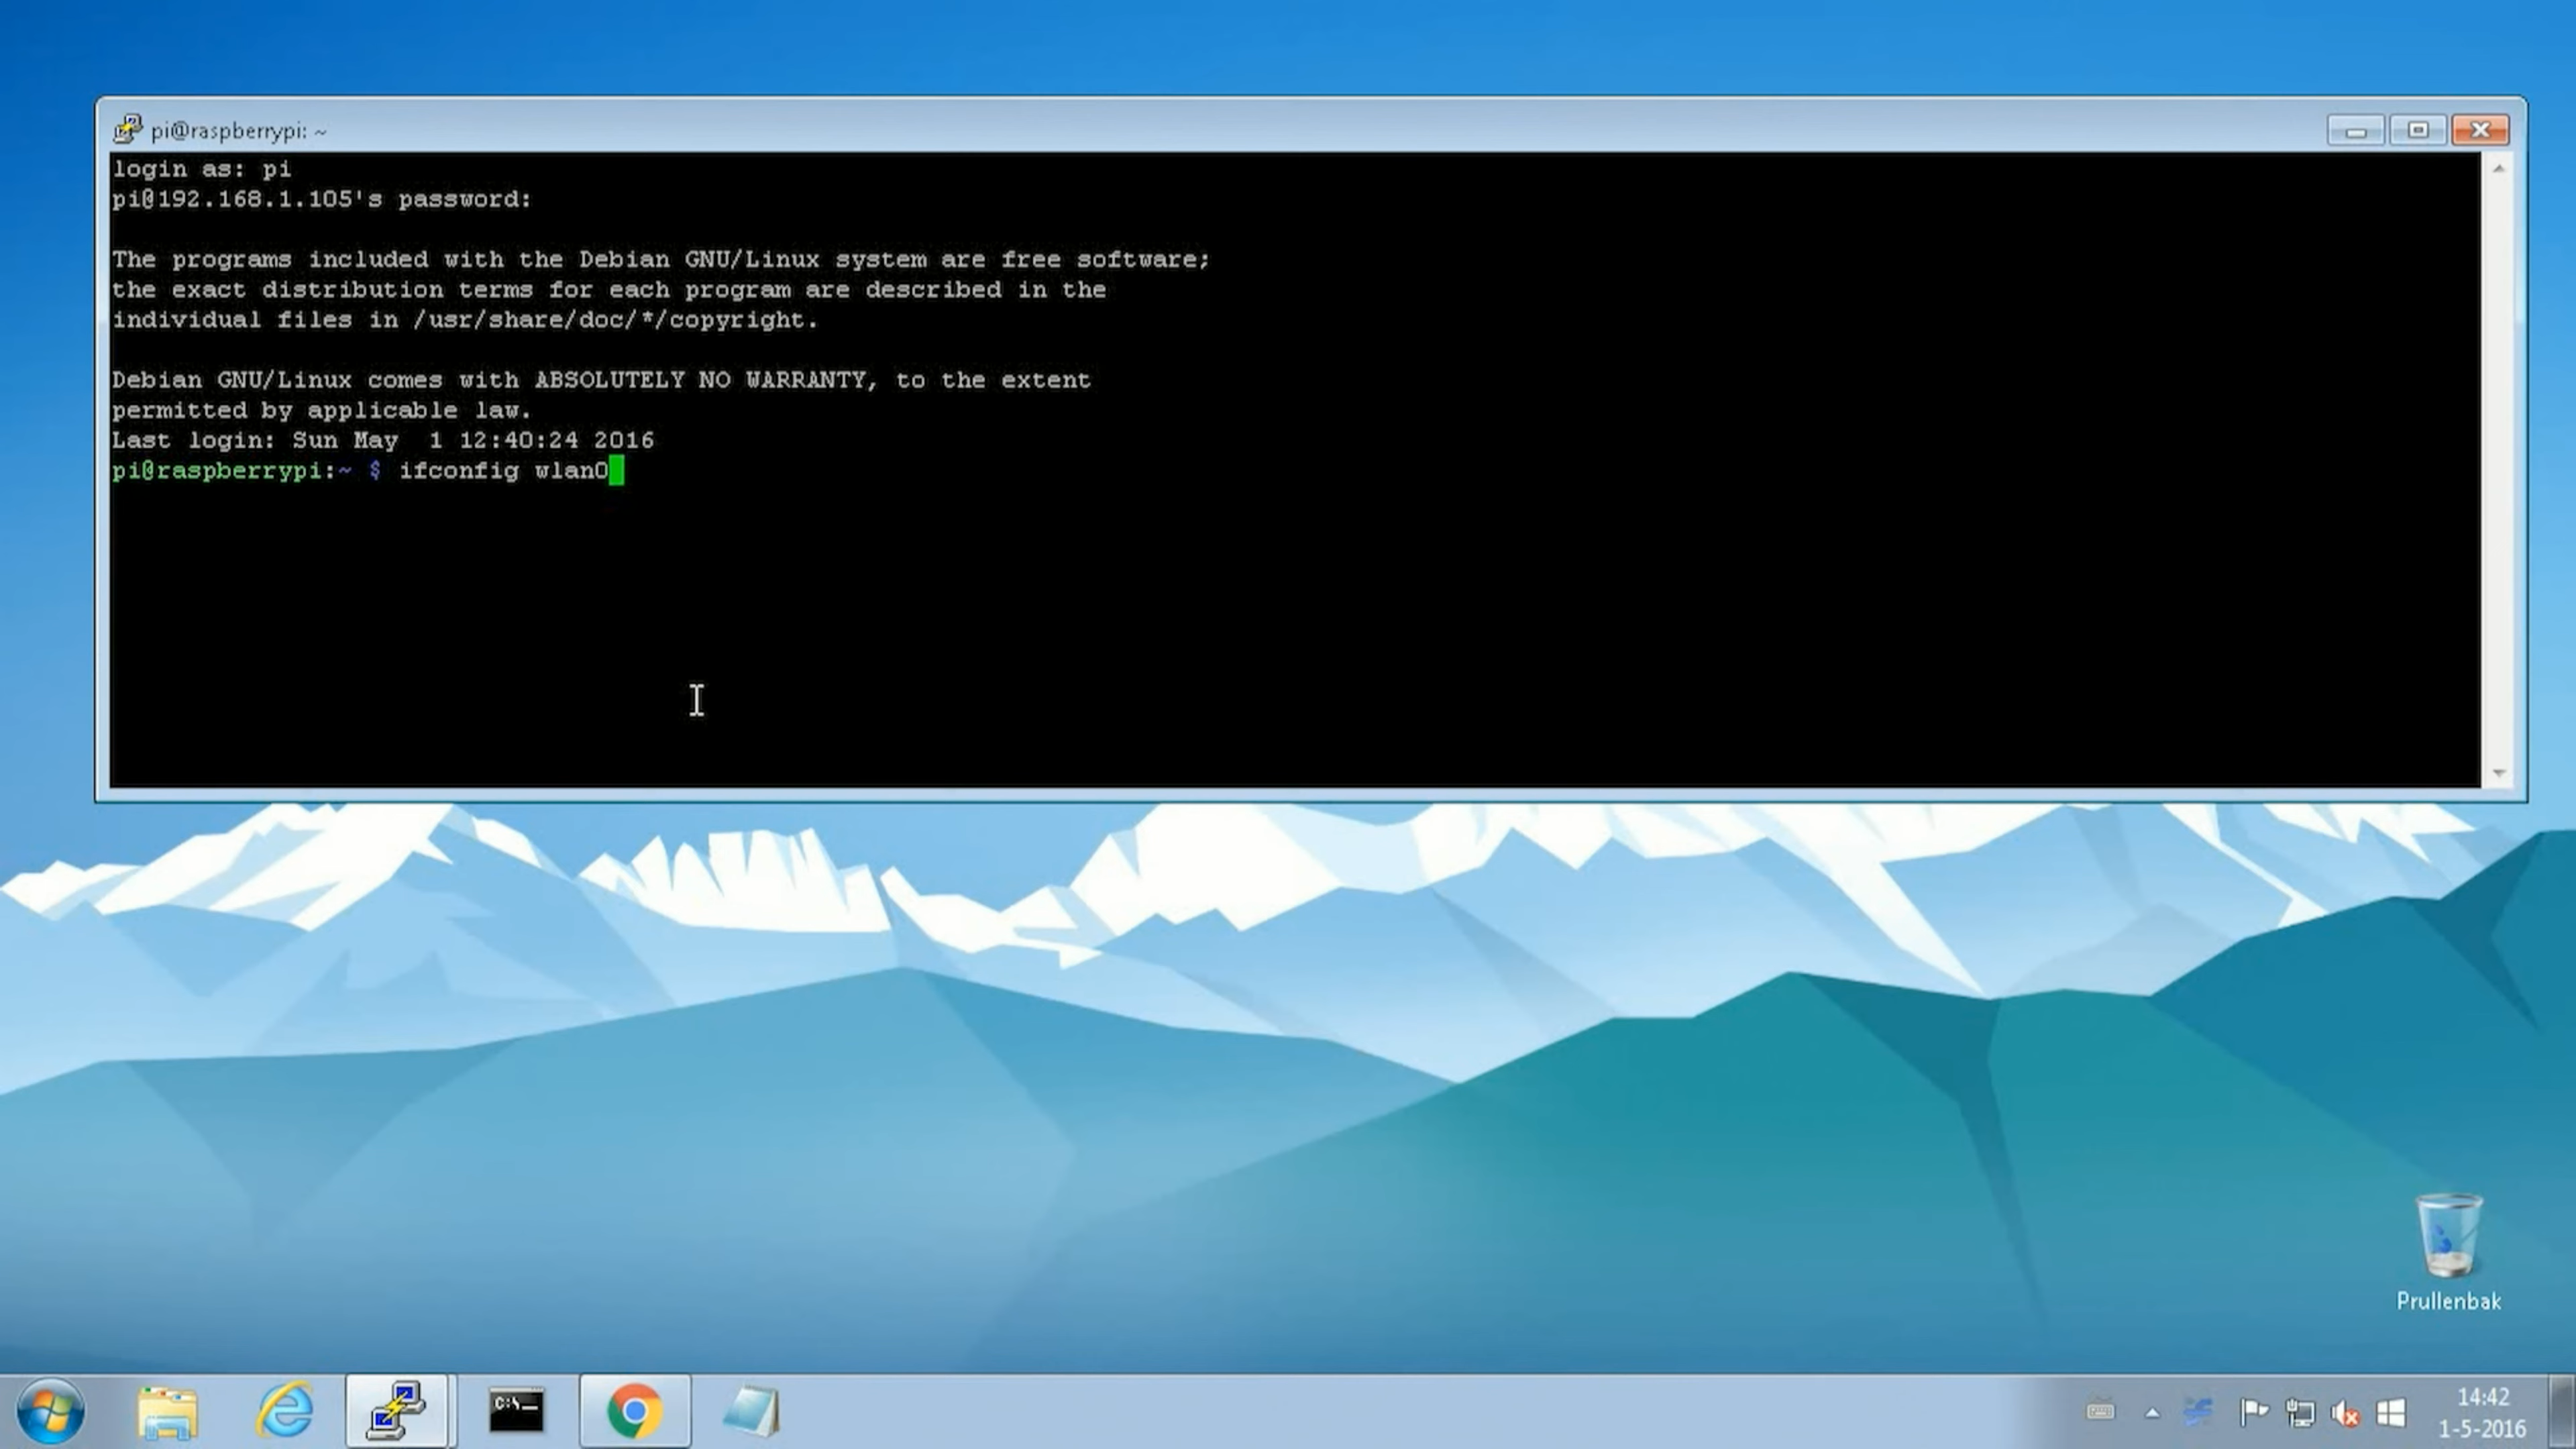 pi@raspberrypi: ~
login as: pi
pi@192.168.1.105's password:
The programs included with the Debian GNU/Linux system are free software;
the exact distribution terms for each program are described in the
individual files in /usr/share/doc/*/copyright.
Debian GNU/Linux comes with ABSOLUTELY NO WARRANTY, to the extent
permitted by applicable law.
Last login: Sun May  1 12:40:24 2016
pi@raspberrypi:~ $ ifconfig wlan0
Prullenbak
C:\_
14:42
1-5-2016